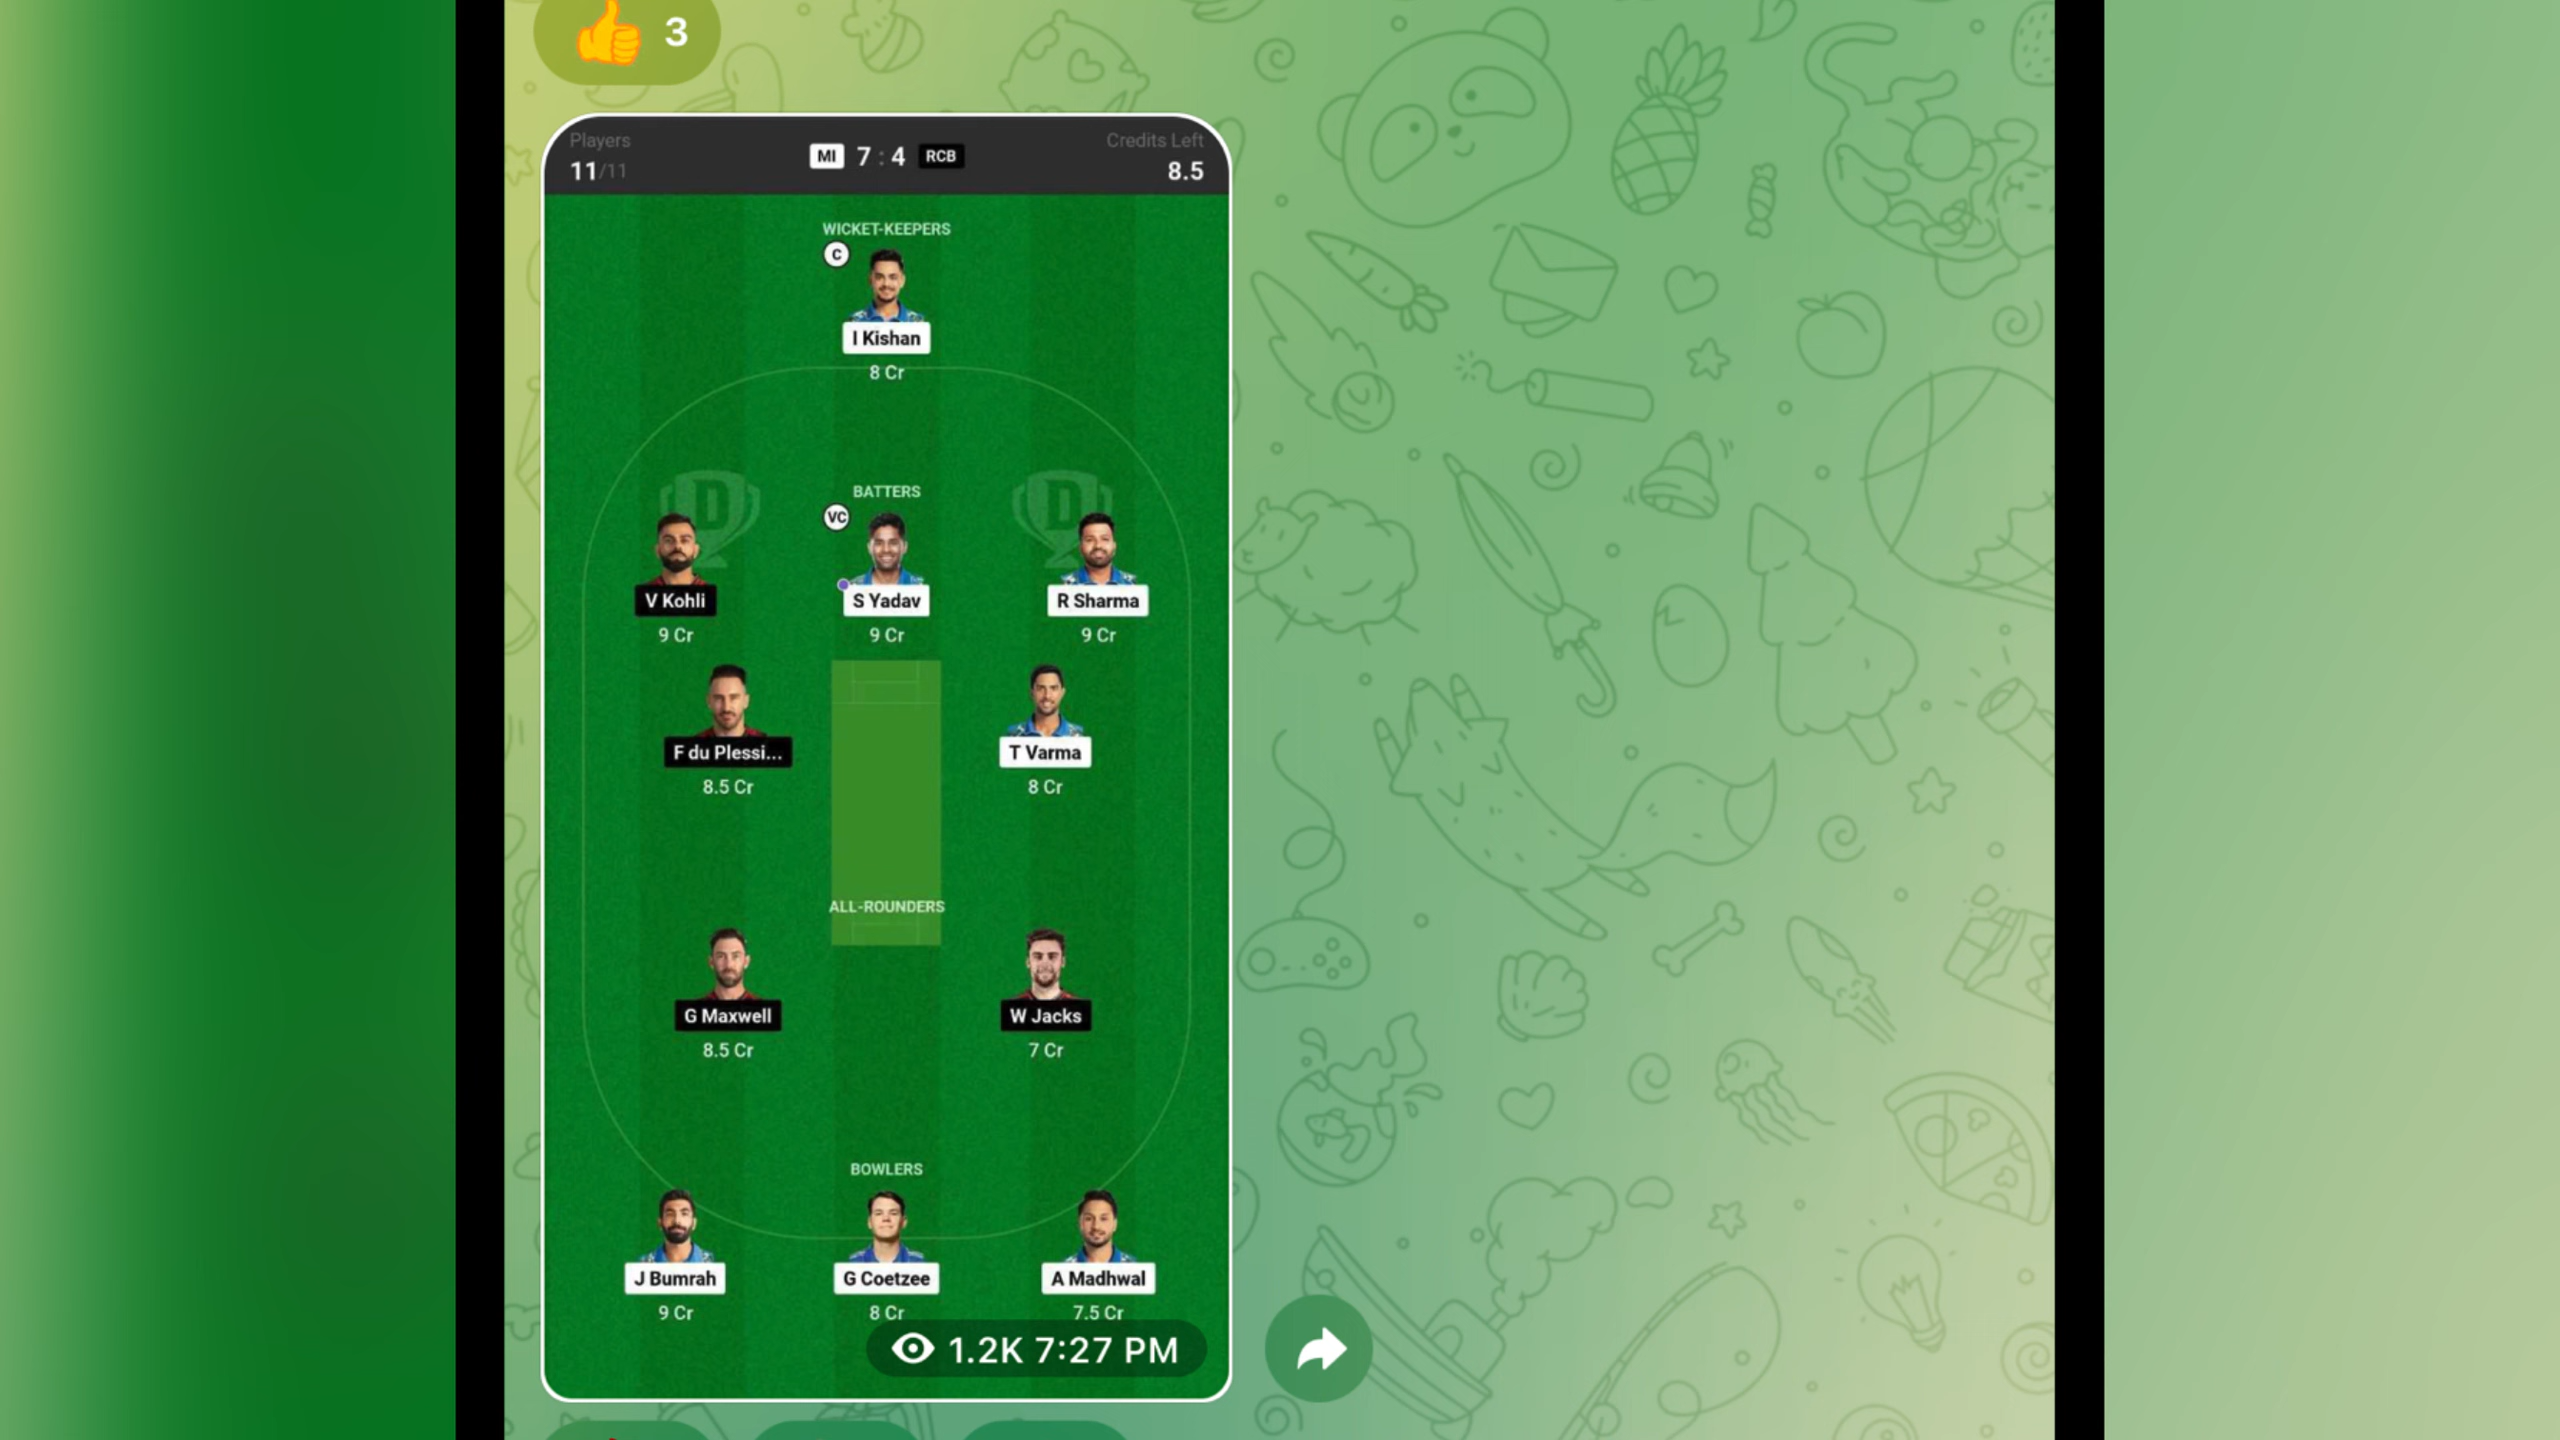 3
Players
11/11
MI 7 : 4 RCB
Credits Left
8.5
WICKET-KEEPERS
C
I Kishan
8 Cr
BATTERS
D
D
VC
V Kohli
S Yadav
R Sharma
9 Cr
9 Cr
9 Cr
F du Plessi...
T Varma
8.5 Cr
8 Cr
ALL-ROUNDERS
G Maxwell
W Jacks
8.5 Cr
7 Cr
BOWLERS
J Bumrah
G Coetzee
A Madhwal
9 Cr
8 Cr
7.5 Cr
1.2K 7:27 PM